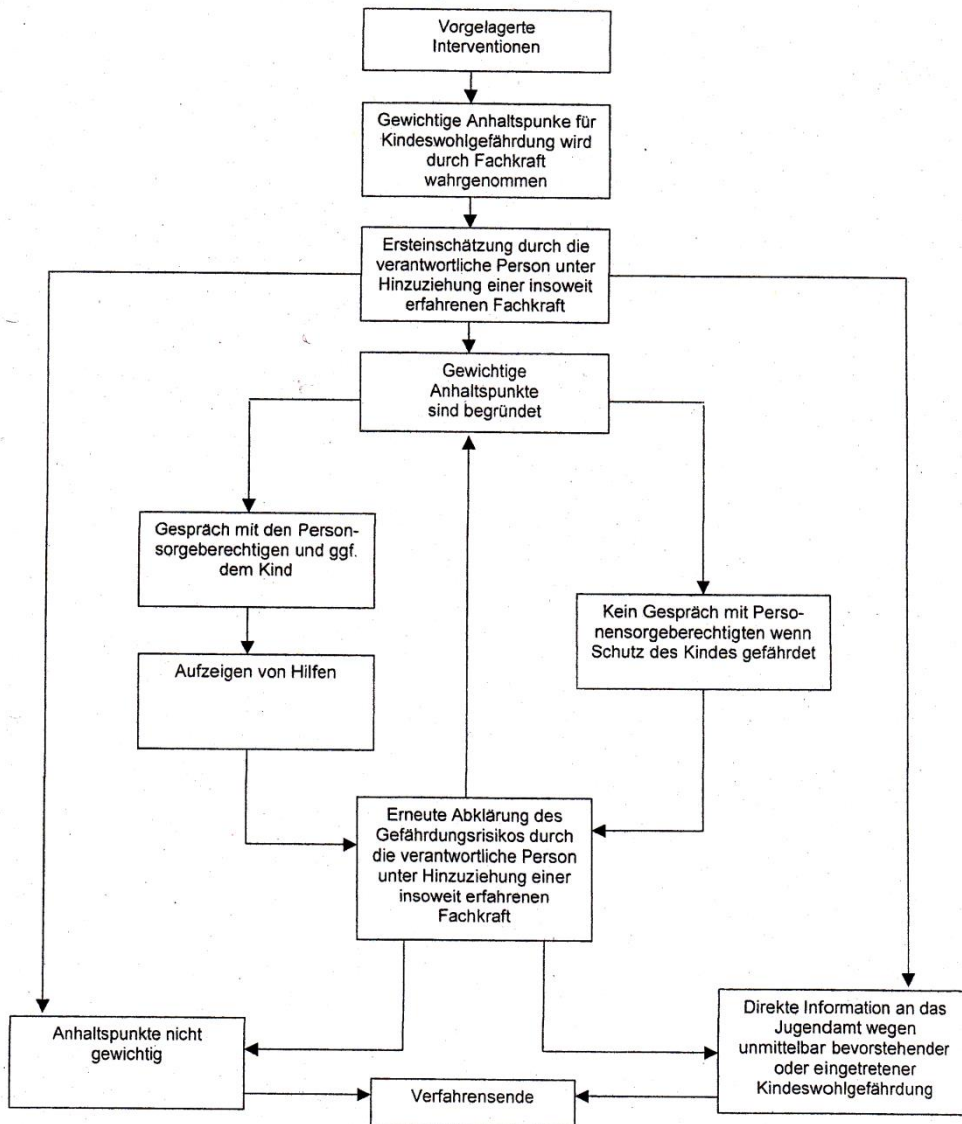 Vorgelagerte
Interventionen
Gewichtige Anhaltspunke für
Kindeswohlgefährdung wird
durch Fachkraft
wahrgenommen
Ersteinschätzung durch die
verantwortliche Person unter
Hinzuziehung einer insoweit
erfahrenen Fachkraft
Gewichtige
Anhaltspunkte
sind begründet
Gespräch mit den Person-
sorgeberechtigen und ggf.
dem Kind
Kein Gespräch mit Perso-
nensorgeberechtigten wenn
Schutz des Kindes gefährdet
Aufzeigen von Hilfen
Erneute Abklärung des
Gefährdungsrisikos durch
die verantwortliche Person
unter Hinzuziehung einer
insoweit erfahrenen
Fachkraft
Anhaltspunkte nicht
gewichtig
Direkte Information an das
Jugendamt wegen
unmittelbar bevorstehender
oder eingetretener
Kindeswohlgefährdung
Verfahrensende